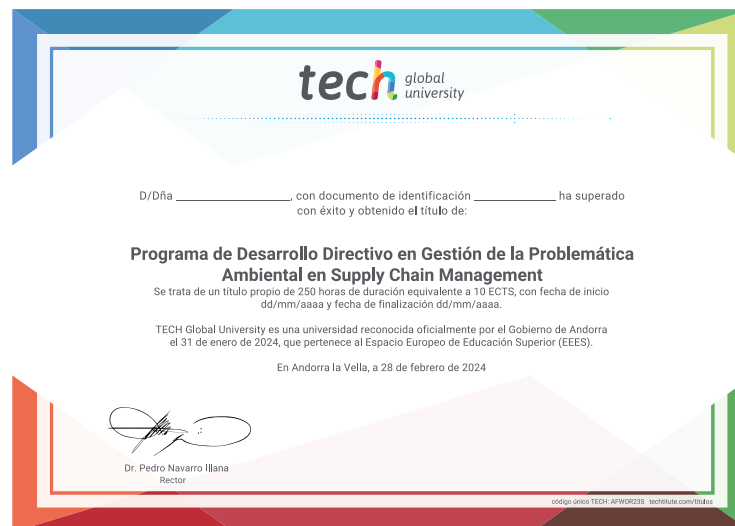 tech global university
D/Dña ____________________, con documento de identificación ______________ ha superado
con éxito y obtenido el título de:
Programa de Desarrollo Directivo en Gestión de la Problemática
Ambiental en Supply Chain Management
Se trata de un título propio de 250 horas de duración equivalente a 10 ECTS, con fecha de inicio
dd/mm/aaaa y fecha de finalización dd/mm/aaaa.
TECH Global University es una universidad reconocida oficialmente por el Gobierno de Andorra
el 31 de enero de 2024, que pertenece al Espacio Europeo de Educación Superior (EEES).
En Andorra la Vella, a 28 de febrero de 2024
Dr. Pedro Navarro Illana
Rector
código único TECH: AFWOR23S techtitute.com/titulos